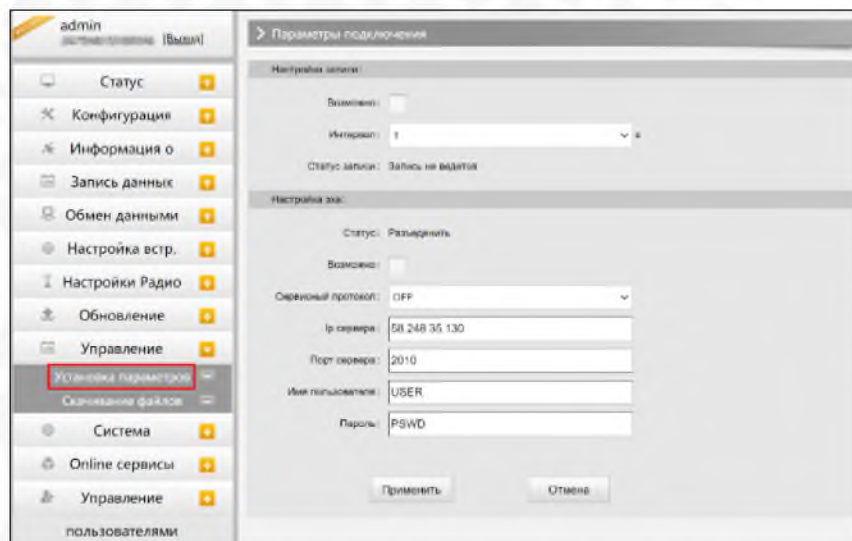 admin
[Выйти]
Статус
Конфигурация
Информация о
Запись данных
Обмен данными
Настройка встр.
Настройки Радио
Обновление
Управление
Установка параметров
Скачивание файлов
Система
Online сервисы
Управление
пользователями
Параметры подключения
Настройка записи:
Возможно:
Интервал: 1 s
Статус записи: Запись не ведется
Настройка эха:
Статус: Разъединить
Возможно:
Сервисный протокол: OFF
Ip сервера: 58.248.35.130
Порт сервера: 2010
Имя пользователя: USER
Пароль: PSWD
Применить Отмена